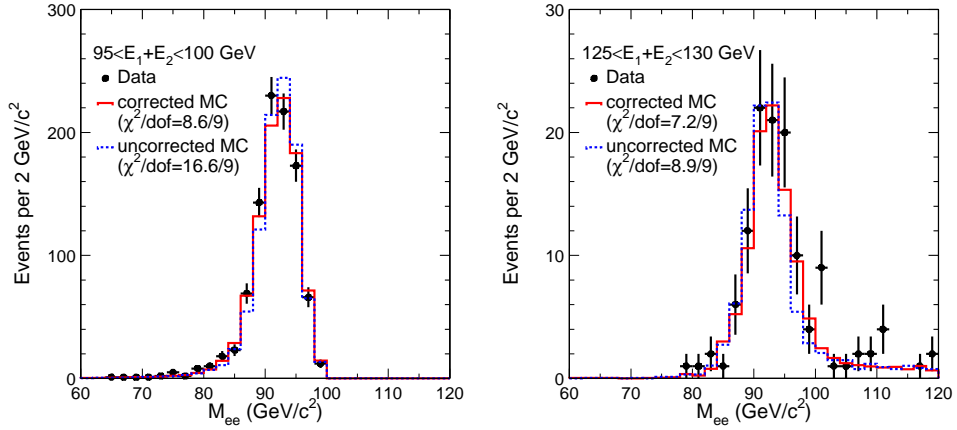 300
200
100
0
Events per 2 GeV/c²
95<E₁+E₂<100 GeV
Data
corrected MC
(χ²/dof=8.6/9)
uncorrected MC
(χ²/dof=16.6/9)
60 70 80 90 100 110 120
M_ee (GeV/c²)
30
20
10
0
Events per 2 GeV/c²
125<E₁+E₂<130 GeV
Data
corrected MC
(χ²/dof=7.2/9)
uncorrected MC
(χ²/dof=8.9/9)
60 70 80 90 100 110 120
M_ee (GeV/c²)